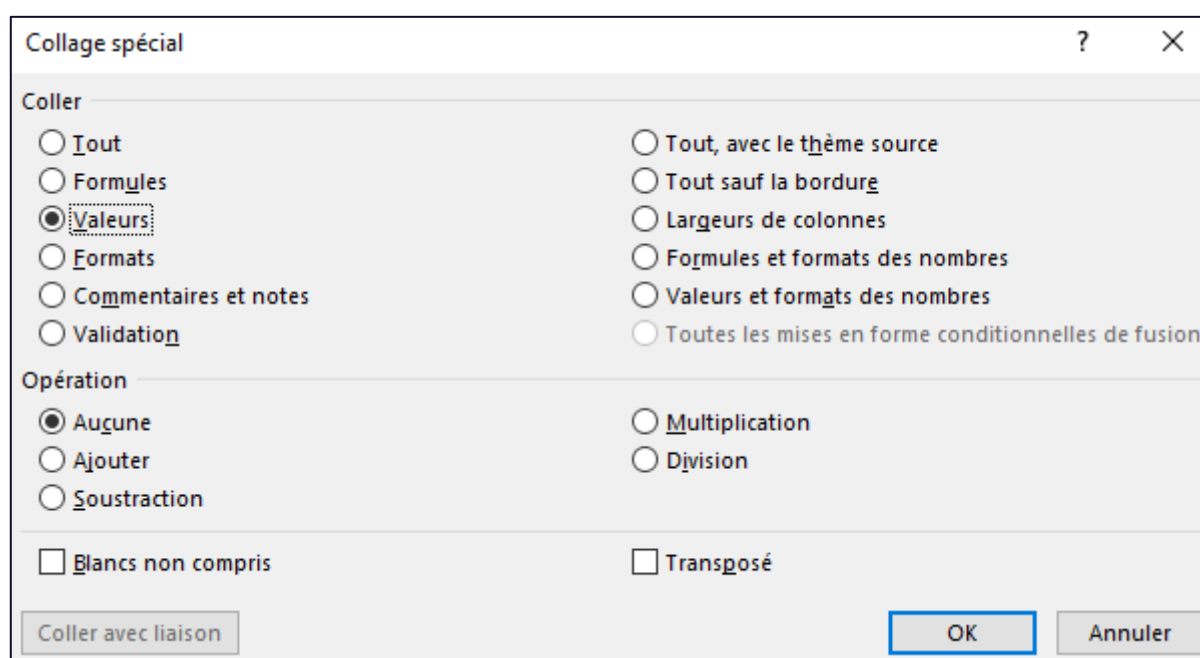 Collage spécial
?
Coller
Tout
Tout, avec le thème source
Formules
Tout sauf la bordure
Valeurs
Largeurs de colonnes
Formats
Formules et formats des nombres
Commentaires et notes
Valeurs et formats des nombres
Validation
Toutes les mises en forme conditionnelles de fusion
Opération
Aucune
Multiplication
Ajouter
Division
Soustraction
Blancs non compris
Transposé
Coller avec liaison
OK
Annuler